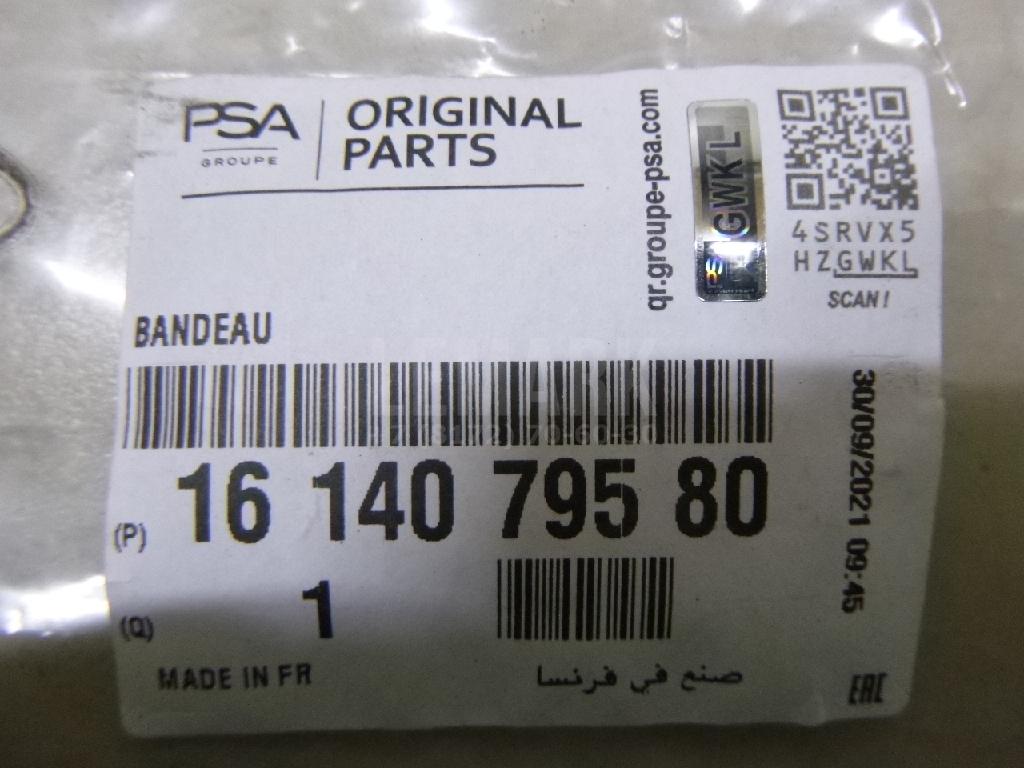 PSA
GROUPE
ORIGINAL
PARTS
qr.groupe-psa.com
GWKL
4SRVX5
HZGWKL
SCAN!
BANDEAU
LEMARK
(P) 16 140 795 80
30/09/2021 09:45
(Q) 1
MADE IN FR
صنع في فرنسا
EAC